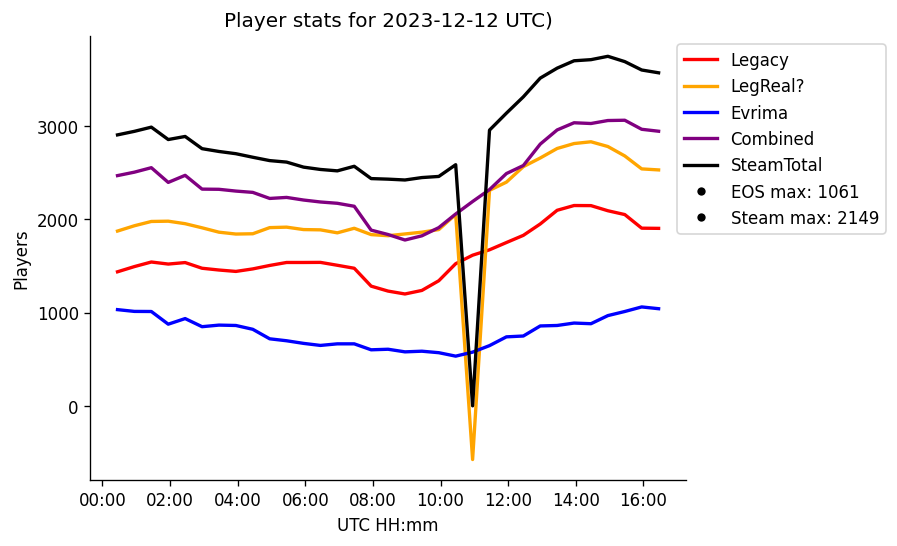 Player stats for 2023-12-12 UTC)
Legacy
LegReal?
Evrima
Combined
SteamTotal
EOS max: 1061
Steam max: 2149
Players
3000
2000
1000
0
00:00 02:00 04:00 06:00 08:00 10:00 12:00 14:00 16:00
UTC HH:mm